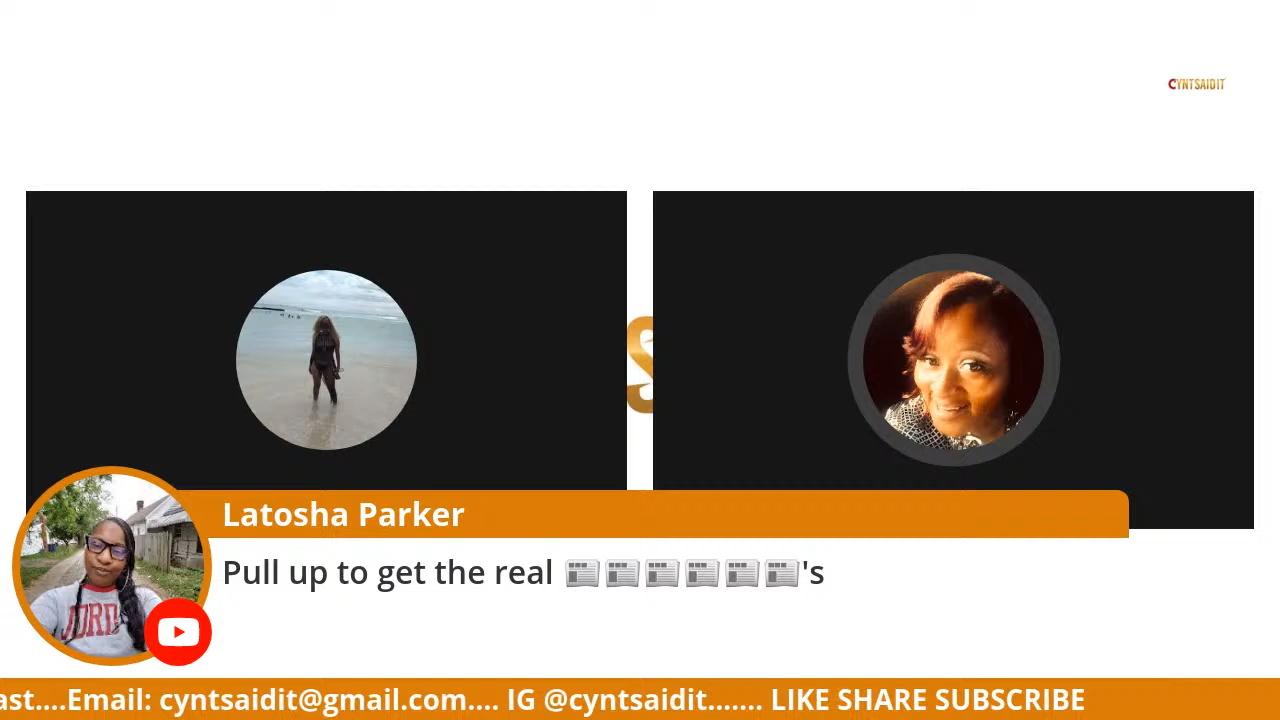 CYNTSAIDIT
S
Latosha Parker
Pull up to get the real 📰📰📰📰📰📰's
JORD
ast....Email: cyntsaidit@gmail.com.... IG @cyntsaidit....... LIKE SHARE SUBSCRIBE